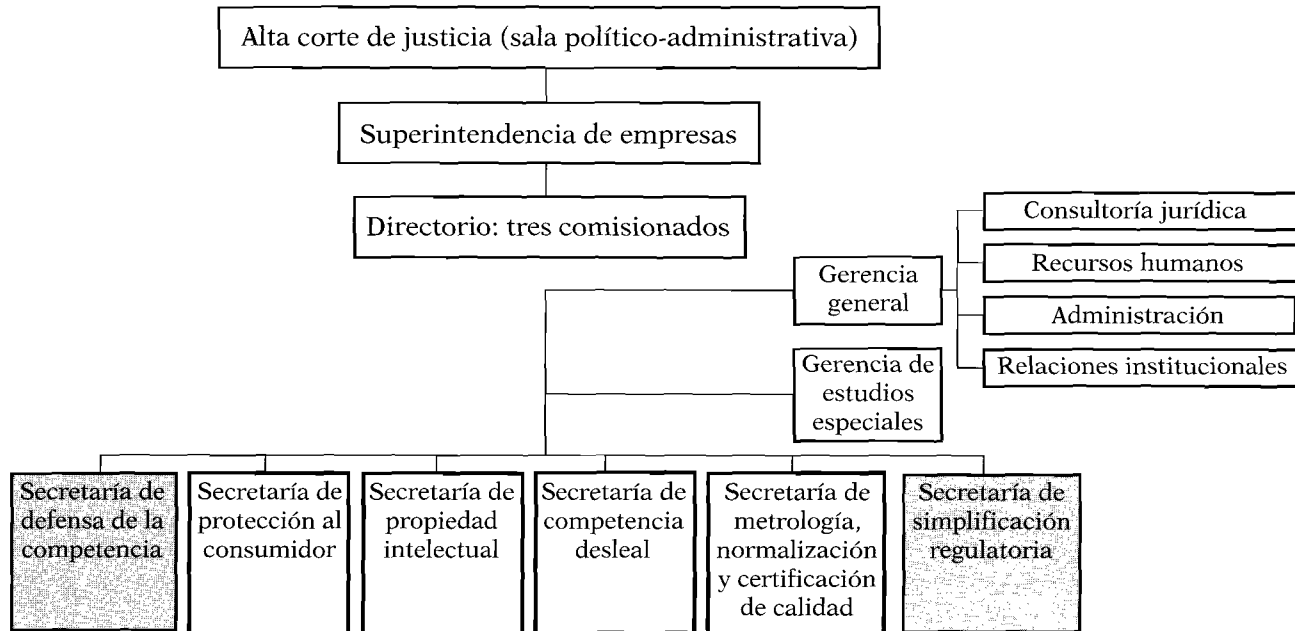 Alta corte de justicia (sala político-administrativa)
Superintendencia de empresas
Directorio: tres comisionados
Gerencia
general
Consultoría jurídica
Recursos humanos
Administración
Relaciones institucionales
Gerencia de
estudios
especiales
Secretaría de
defensa de la
competencia
Secretaría de
protección al
consumidor
Secretaría de
propiedad
intelectual
Secretaría de
competencia
desleal
Secretaría de
metrología,
normalización
y certificación
de calidad
Secretaría de
simplificación
regulatoria